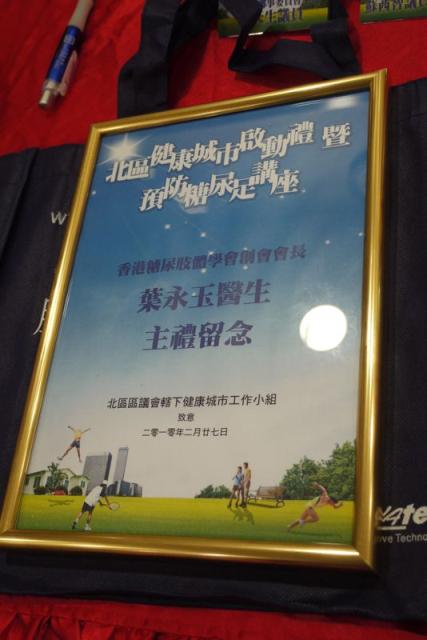 北區健康城市啟動禮 暨
預防糖尿足講座
香港糖尿肢體學會創會會長
葉永玉醫生
主禮留念
北區區議會轄下健康城市工作小組
致意
二零一零年二月廿七日